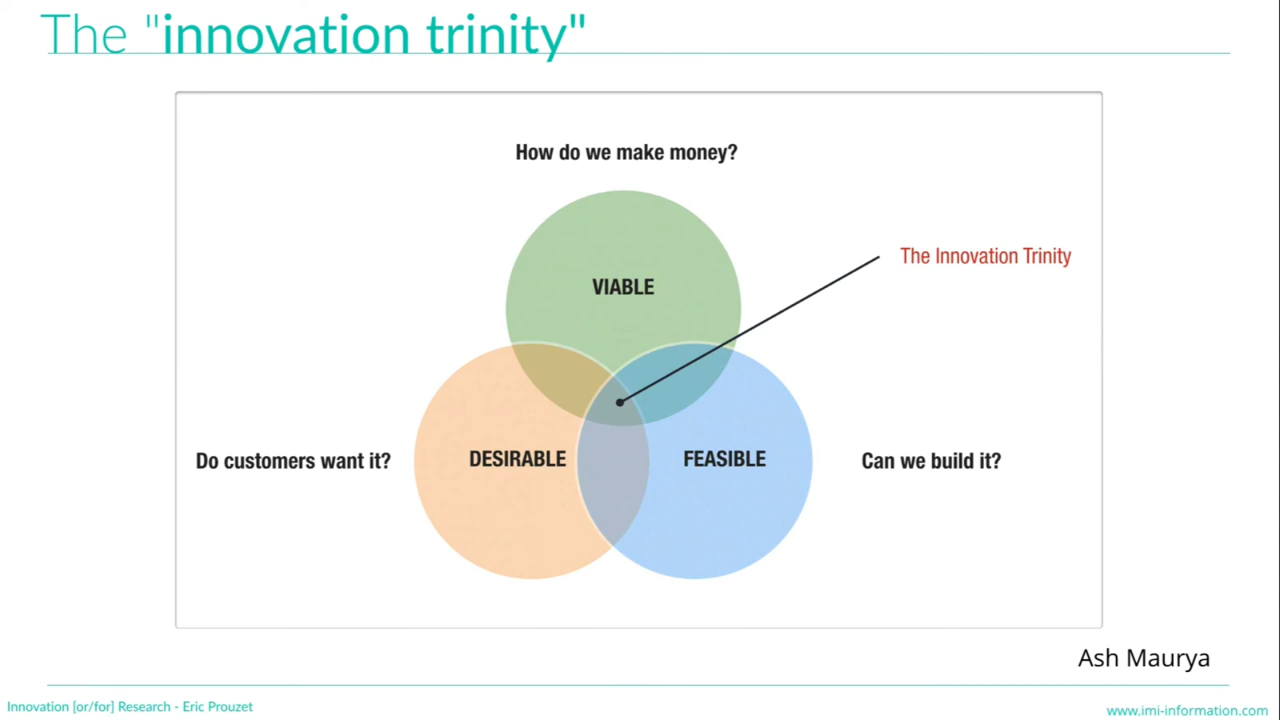 The "innovation trinity"
How do we make money?
The Innovation Trinity
VIABLE
Do customers want it?
DESIRABLE
FEASIBLE
Can we build it?
Ash Maurya
Innovation [or/for] Research - Eric Prouzet
www.imi-information.com